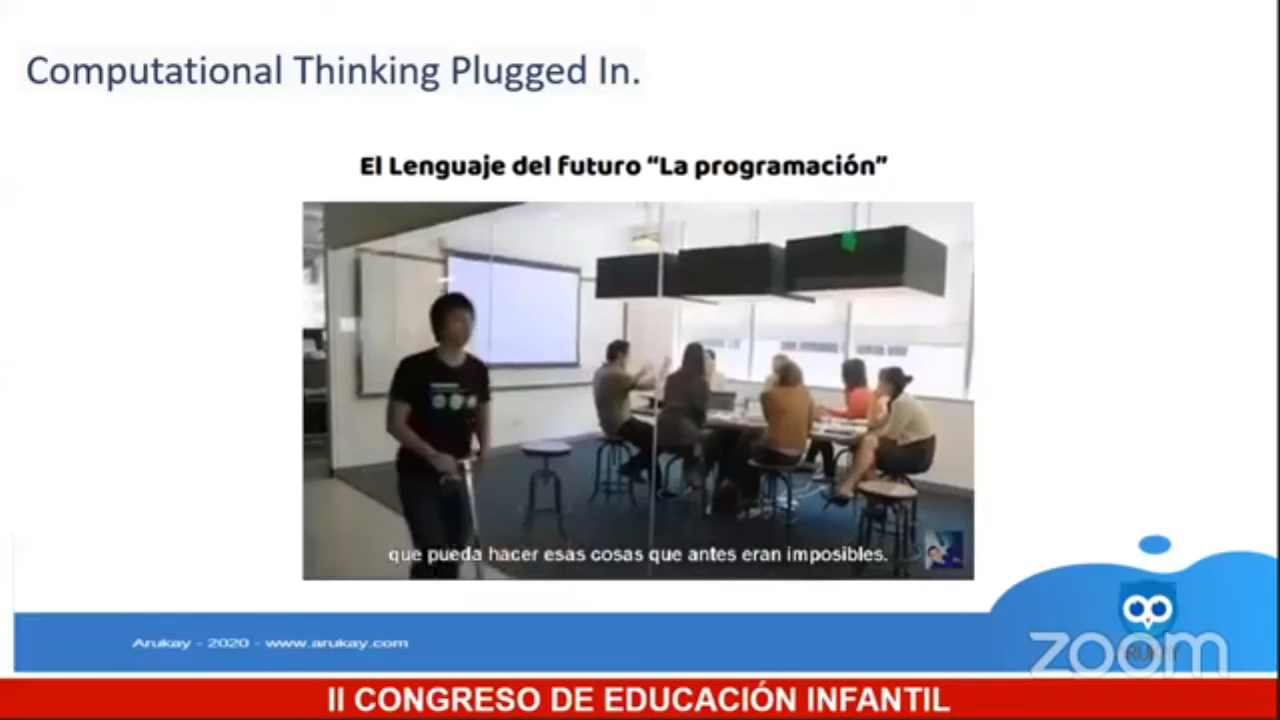 Computational Thinking Plugged In.
El Lenguaje del futuro “La programación”
que pueda hacer esas cosas que antes eran imposibles.
Arukay - 2020 - www.arukay.com
zoom
II CONGRESO DE EDUCACIÓN INFANTIL